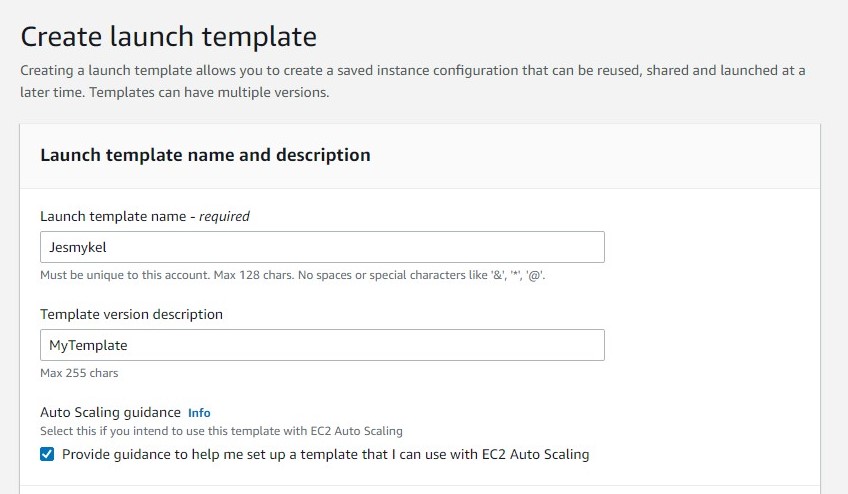 Create launch template
Creating a launch template allows you to create a saved instance configuration that can be reused, shared and launched at a
later time. Templates can have multiple versions.
Launch template name and description
Launch template name - required
Jesmykel
Must be unique to this account. Max 128 chars. No spaces or special characters like '&', '*', '@'.
Template version description
MyTemplate
Max 255 chars
Auto Scaling guidance Info
Select this if you intend to use this template with EC2 Auto Scaling
Provide guidance to help me set up a template that I can use with EC2 Auto Scaling